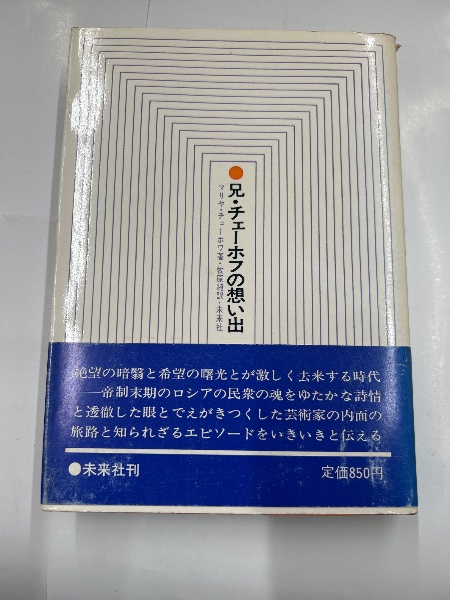 兄・チェーホフの想い出
マリヤ・チェーホワ著・牧原純訳・未来社
絶望の暗翳と希望の曙光とが激しく去来する時代
──帝制末期のロシアの民衆の魂をゆたかな詩情
と透徹した眼とでえがきつくした芸術家の内面の
旅路と知られざるエピソードをいきいきと伝える
●未来社刊
定価850円